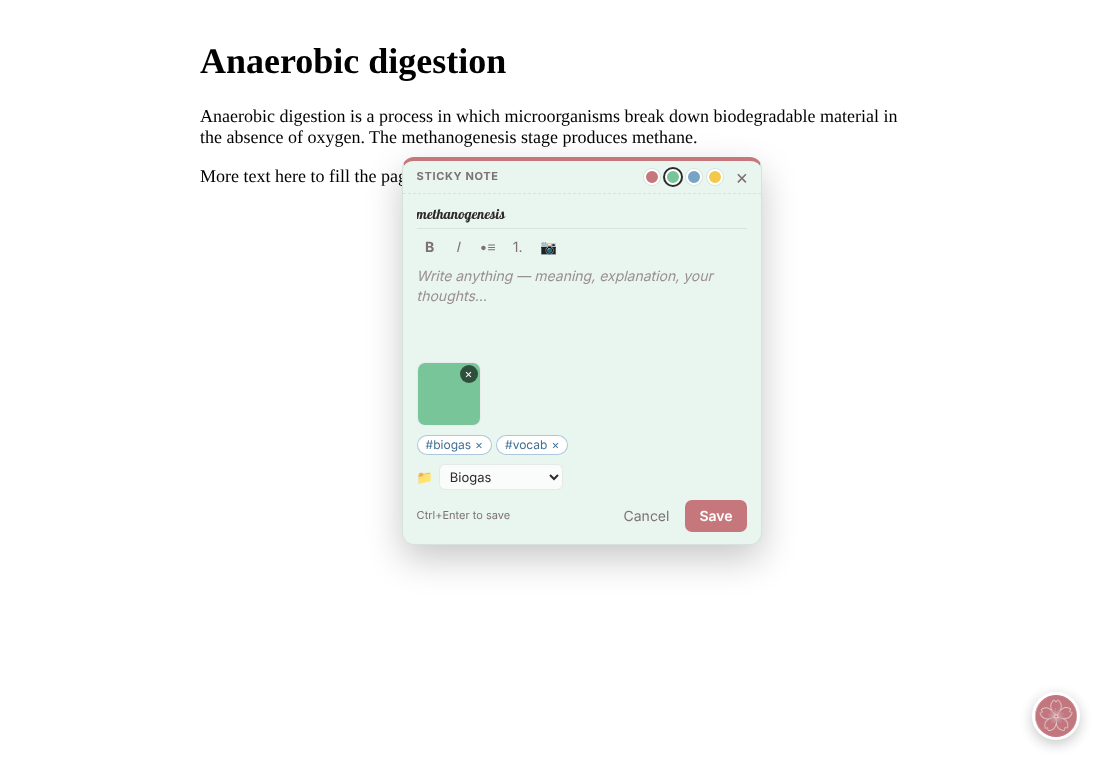 Anaerobic digestion
Anaerobic digestion is a process in which microorganisms break down biodegradable material in
the absence of oxygen. The methanogenesis stage produces methane.
More text here to fill the pag
STICKY NOTE ×
methanogenesis
B I •≡ 1. 📷
Write anything — meaning, explanation, your
thoughts...
×
#biogas × #vocab ×
📁 Biogas
Ctrl+Enter to save Cancel Save